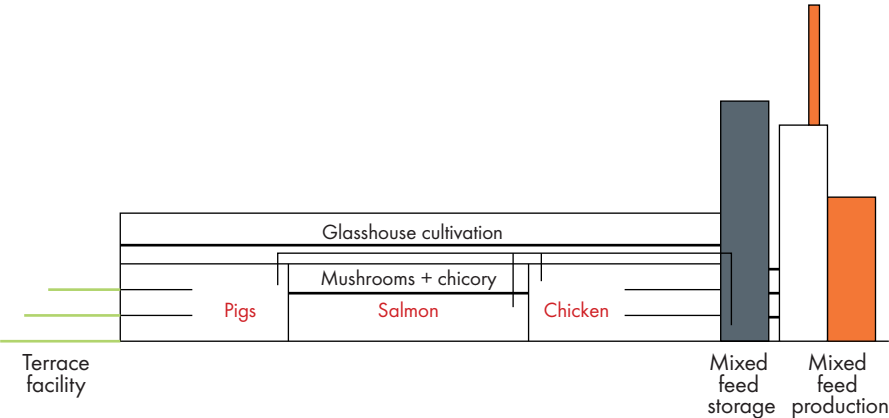 Glasshouse cultivation
Mushrooms + chicory
Pigs
Salmon
Chicken
Terrace
facility
Mixed
feed
storage
Mixed
feed
production